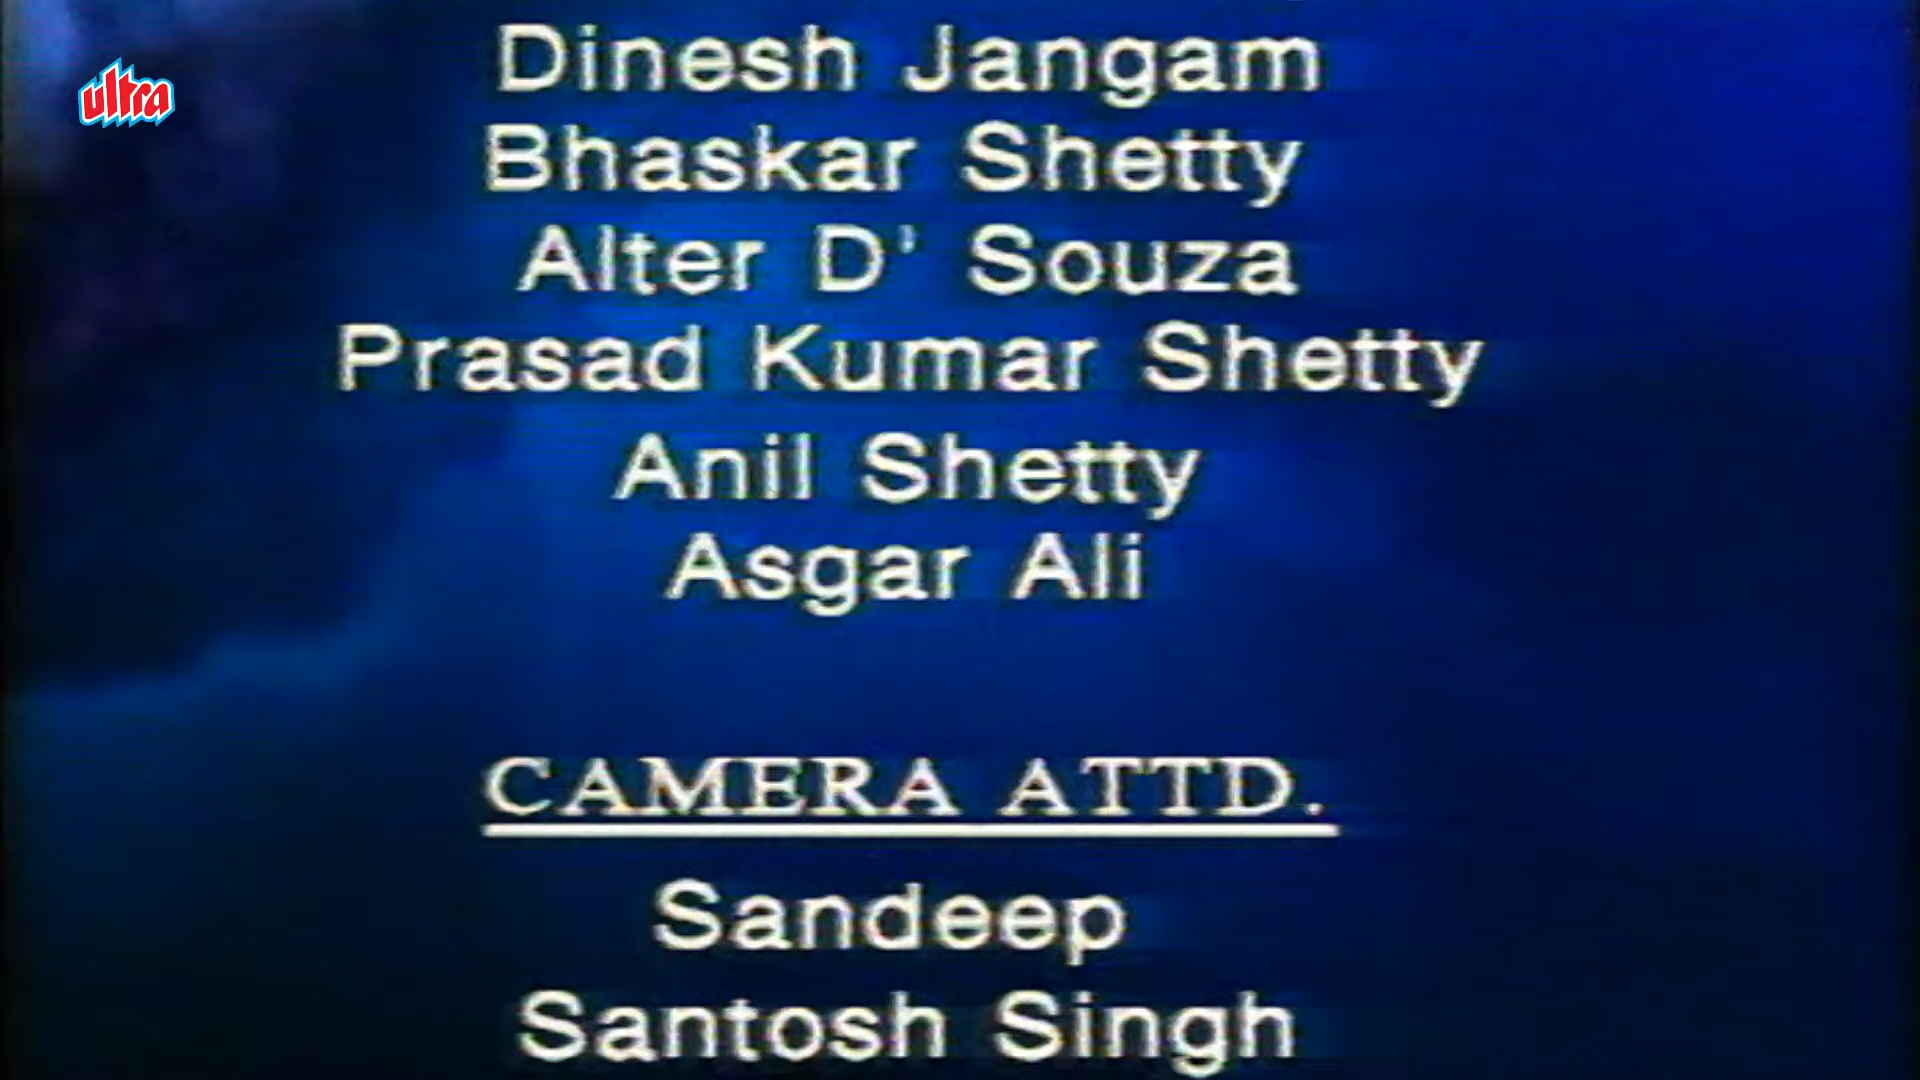 ultra
Dinesh Jangam
Bhaskar Shetty
Alter D' Souza
Prasad Kumar Shetty
Anil Shetty
Asgar Ali
CAMERA ATTD.
Sandeep
Santosh Singh